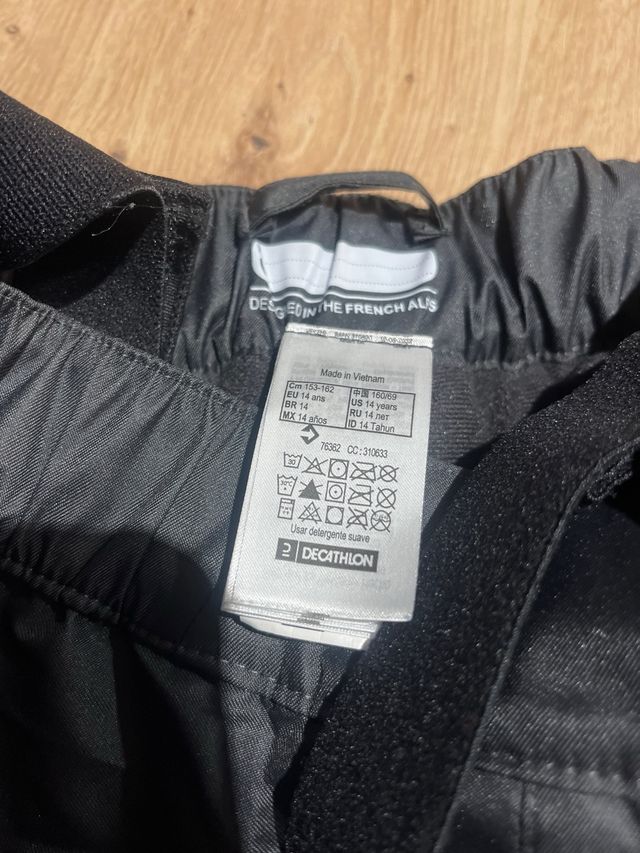 DESIGNED IN THE FRENCH ALPS
Made in Vietnam
Cm 153-162
EU 14 ans
BR 14
MX 14 años
中国 160/69
US 14 years
RU 14 лет
ID 14 Tahun
76362 CC: 310633
30
30°C
Usar detergente suave
DECATHLON